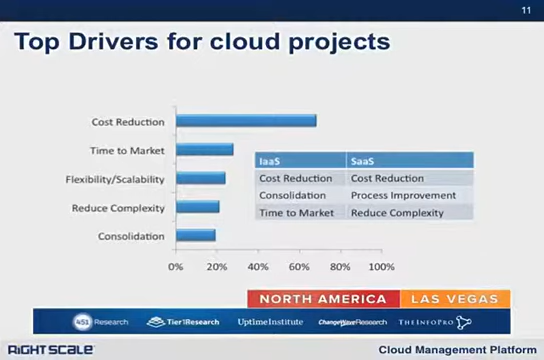 11
Top Drivers for cloud projects
Cost Reduction
Time to Market
Flexibility/Scalability
Reduce Complexity
Consolidation
0% 20% 40% 60% 80% 100%
IaaS SaaS
Cost Reduction Cost Reduction
Consolidation Process Improvement
Time to Market Reduce Complexity
NORTH AMERICA LAS VEGAS
451 Research Tier1Research UptimeInstitute ChangeWaveResearch THEINFOPRO
RIGHTSCALE Cloud Management Platform